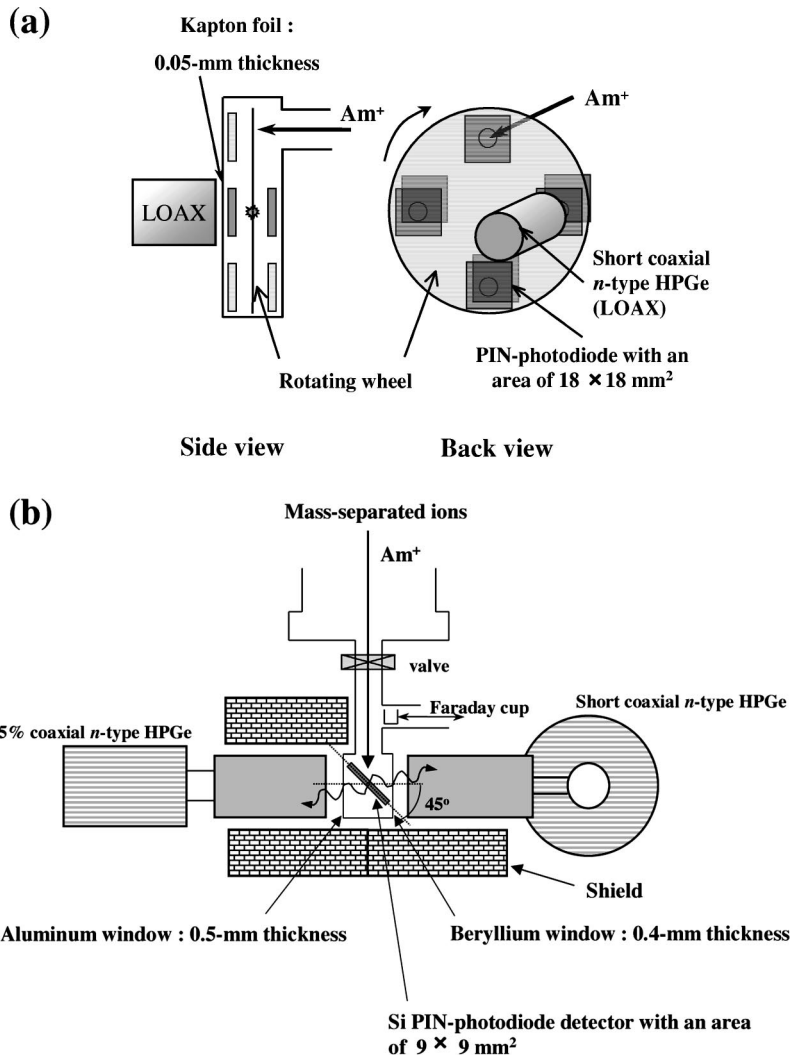 (a)
Kapton foil :
0.05-mm thickness
Am+
Am+
LOAX
Short coaxial
n-type HPGe
(LOAX)
PIN-photodiode with an
area of 18 × 18 mm2
Rotating wheel
Side view
Back view
(b)
Mass-separated ions
Am+
valve
Faraday cup
Short coaxial n-type HPGe
5% coaxial n-type HPGe
45o
Shield
Aluminum window : 0.5-mm thickness
Beryllium window : 0.4-mm thickness
Si PIN-photodiode detector with an area
of 9 × 9 mm2